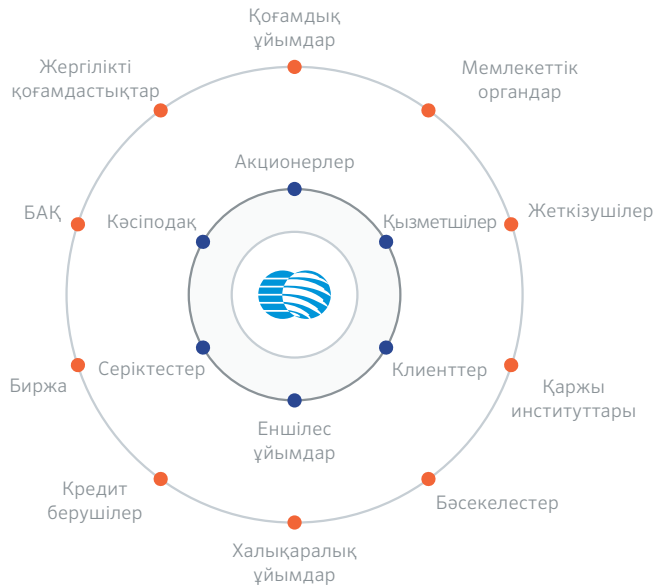 Қоғамдық
ұйымдар
Жергілікті
қоғамдастықтар
Мемлекеттік
органдар
Акционерлер
БАҚ
Кәсіподақ
Қызметшілер
Жеткізушілер
Биржа
Серіктестер
Клиенттер
Қаржы
институттары
Еншілес
ұйымдар
Кредит
берушілер
Бәсекелестер
Халықаралық
ұйымдар